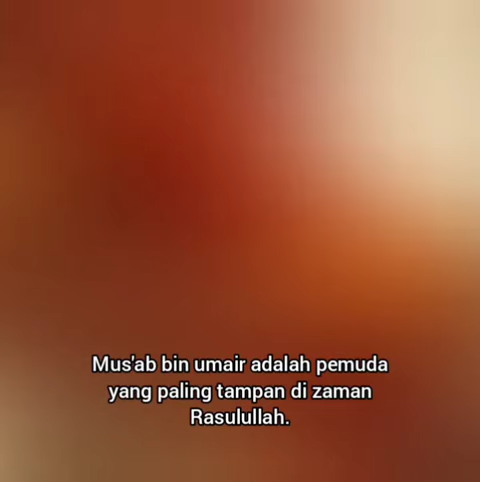 Mus'ab bin umair adalah pemuda
yang paling tampan di zaman
Rasulullah.